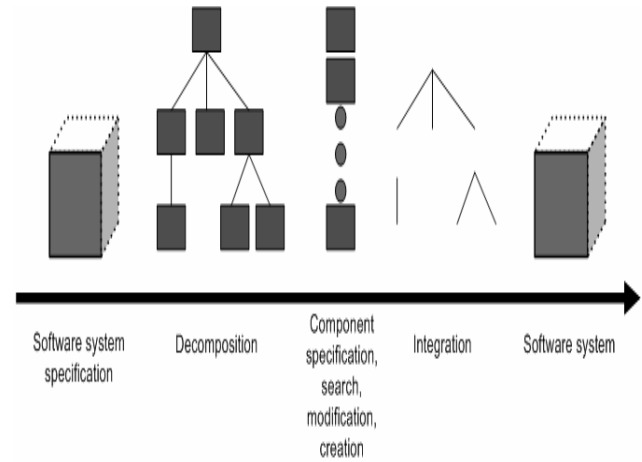 Software system
specification
Decomposition
Component
specification,
search,
modification,
creation
Integration
Software system